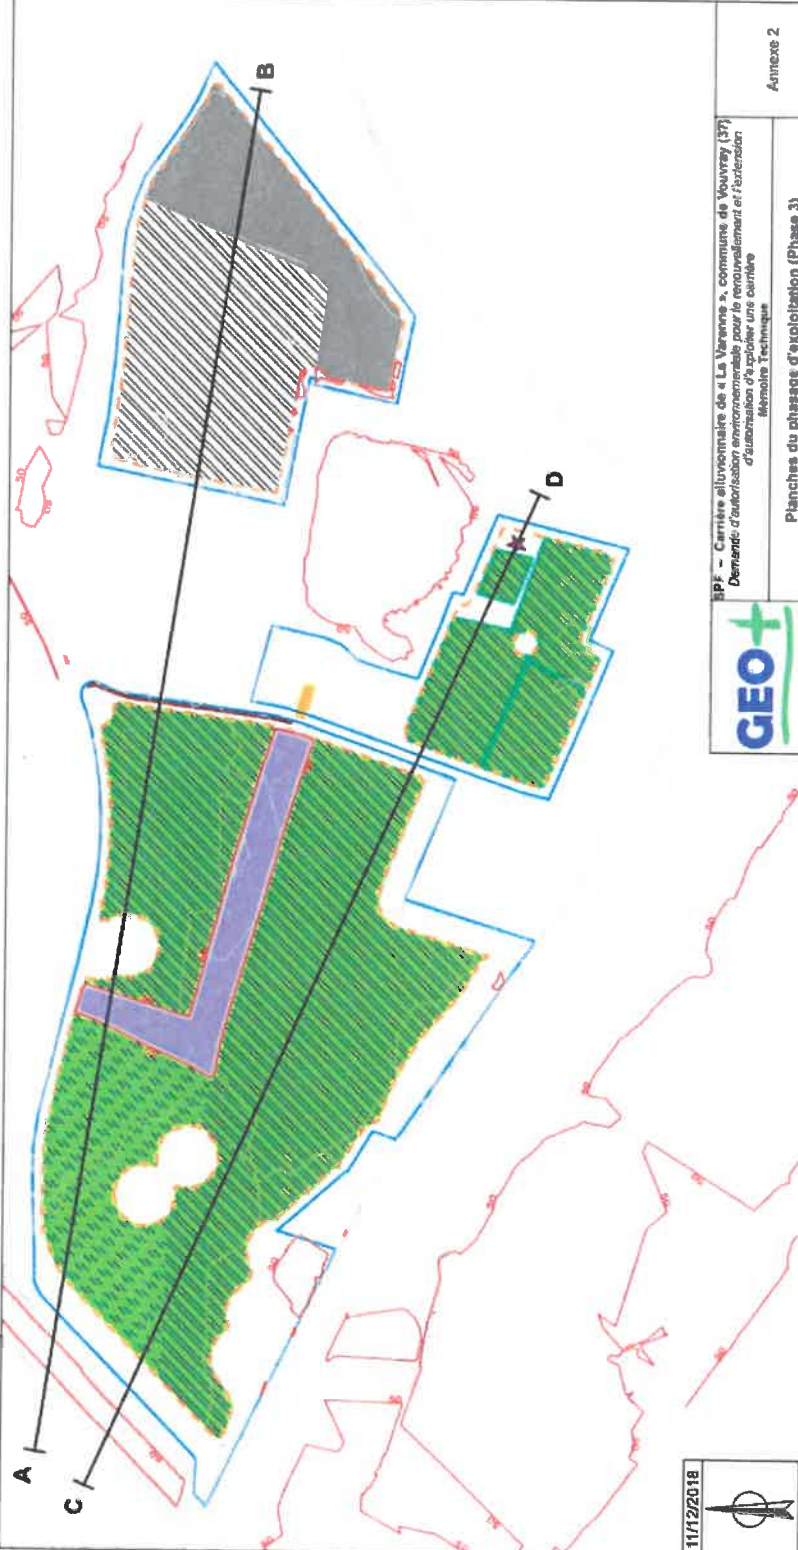 A
B
C
D
11/12/2018
GEO+
SPF – Carrière alluvionnaire de « La Varenne », commune de Vouvray (37)
Demande d'autorisation environnementale pour le renouvellement et l'extension
d'autorisation d'exploiter une carrière
Mémoire Technique
Planches du phasage d'exploitation (Phase 3)
Annexe 2